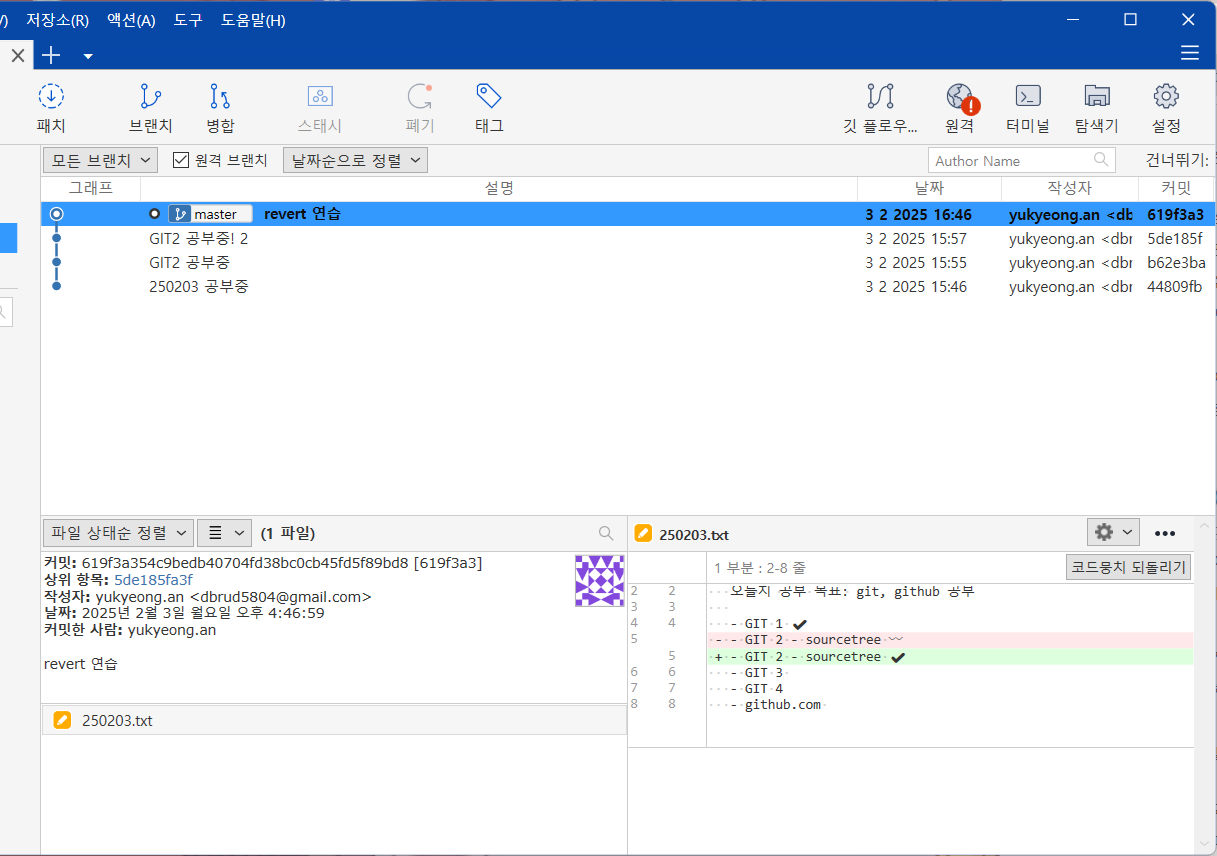 저장소(R) 액션(A) 도구 도움말(H)
패치 브랜치 병합 스태시 폐기 태그 깃 플로우... 원격 터미널 탐색기 설정
모든 브랜치 원격 브랜치 날짜순으로 정렬 Author Name 건너뛰기:
그래프 설명 날짜 작성자 커밋
master revert 연습 3 2 2025 16:46 yukyeong.an <db 619f3a3
GIT2 공부중! 2 3 2 2025 15:57 yukyeong.an <dbr 5de185f
GIT2 공부중 3 2 2025 15:55 yukyeong.an <dbr b62e3ba
250203 공부중 3 2 2025 15:46 yukyeong.an <dbr 44809fb
파일 상태순 정렬 (1 파일)
커밋: 619f3a354c9bedb40704fd38bc0cb45fd5f89bd8 [619f3a3]
상위 항목: 5de185fa3f
작성자: yukyeong.an <dbrud5804@gmail.com>
날짜: 2025년 2월 3일 월요일 오후 4:46:59
커밋한 사람: yukyeong.an
revert 연습
250203.txt
250203.txt
1 부분 : 2-8 줄 코드뭉치 되돌리기
2 2 오늘지 공부 목표: git, github 공부
3 3
4 4 - GIT 1 ✔
5 - - GIT 2 - sourcetree 〰
5 + - GIT 2 - sourcetree ✔
6 6 - GIT 3
7 7 - GIT 4
8 8 - github.com